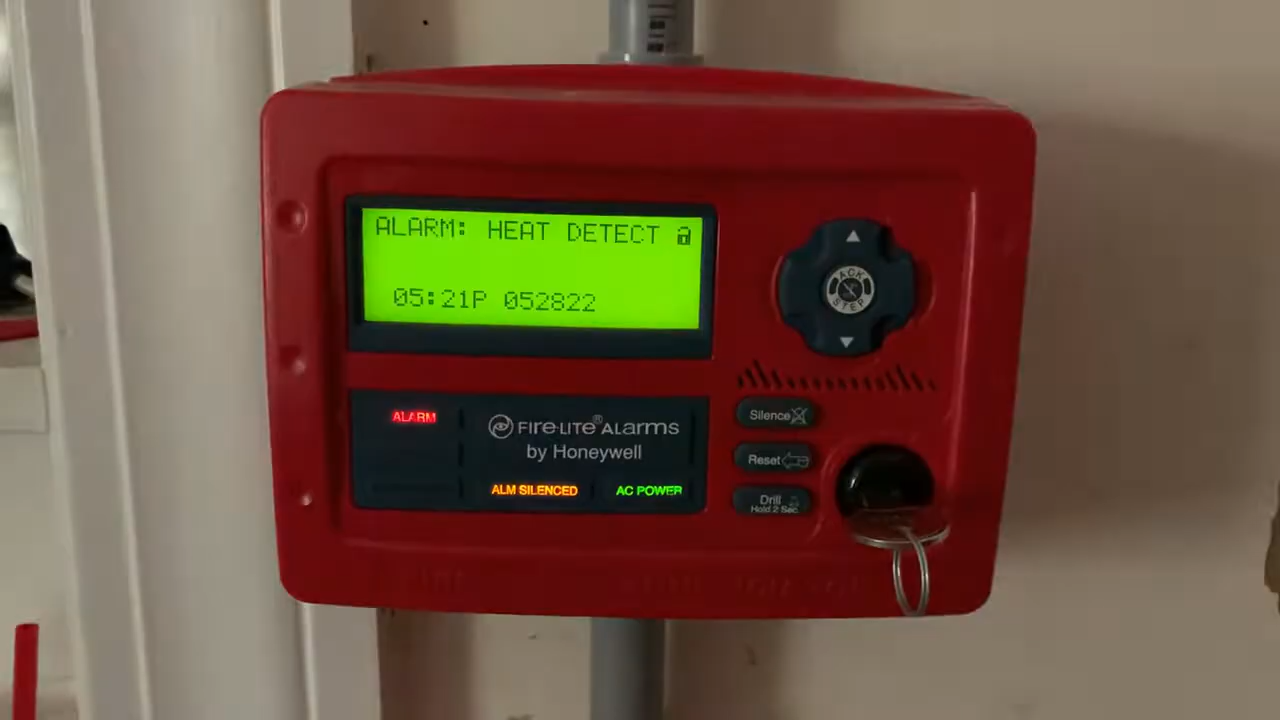 ALARM: HEAT DETECT
05:21P 052822
ACK
STEP
ALARM
FIRE-LITE® ALARMS
by Honeywell
ALM SILENCED
AC POWER
Silence
Reset
Drill
Hold 2 Sec.